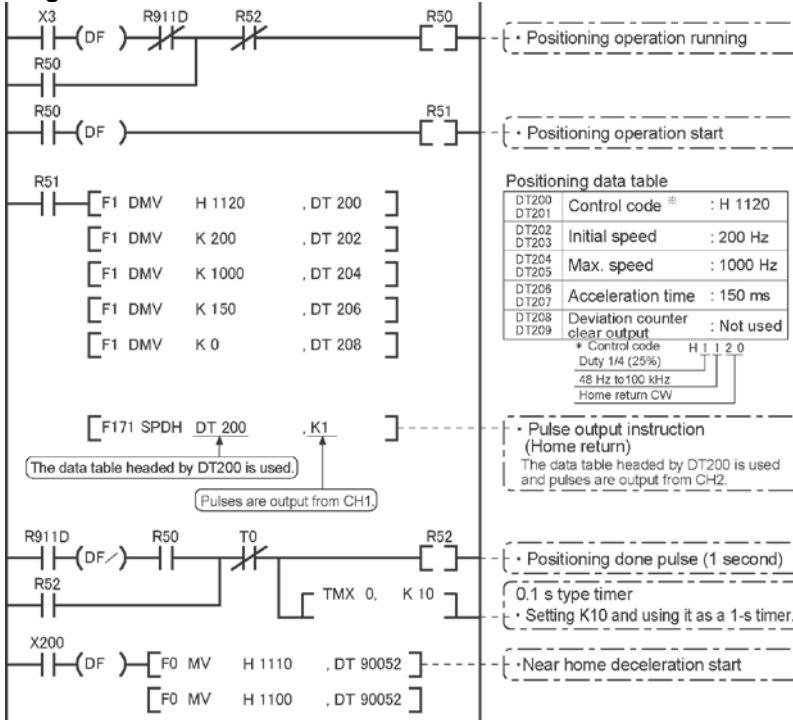 X3 R911D R52 R50
(DF )
· Positioning operation running
R50
R50 R51
(DF )
· Positioning operation start
R51
F1 DMV H 1120 , DT 200
F1 DMV K 200 , DT 202
F1 DMV K 1000 , DT 204
F1 DMV K 150 , DT 206
F1 DMV K 0 , DT 208
Positioning data table
DT200 DT201 Control code ※ : H 1120
DT202 DT203 Initial speed : 200 Hz
DT204 DT205 Max. speed : 1000 Hz
DT206 DT207 Acceleration time : 150 ms
DT208 DT209 Deviation counter clear output : Not used
* Control code H 1 1 2 0
Duty 1/4 (25%)
48 Hz to100 kHz
Home return CW
F171 SPDH DT 200 , K1
The data table headed by DT200 is used.
Pulses are output from CH1.
· Pulse output instruction
(Home return)
The data table headed by DT200 is used
and pulses are output from CH2.
R911D R50 T0 R52
(DF/)
· Positioning done pulse (1 second)
R52
TMX 0, K 10
0.1 s type timer
· Setting K10 and using it as a 1-s timer.
X200
(DF ) F0 MV H 1110 , DT 90052
·Near home deceleration start
F0 MV H 1100 , DT 90052